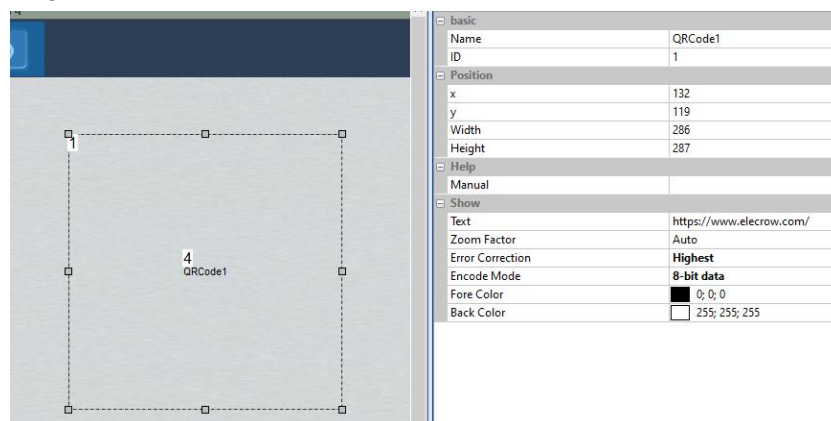 1
4
QRCode1
basic
Name QRCode1
ID 1
Position
x 132
y 119
Width 286
Height 287
Help
Manual
Show
Text https://www.elecrow.com/
Zoom Factor Auto
Error Correction Highest
Encode Mode 8-bit data
Fore Color 0; 0; 0
Back Color 255; 255; 255